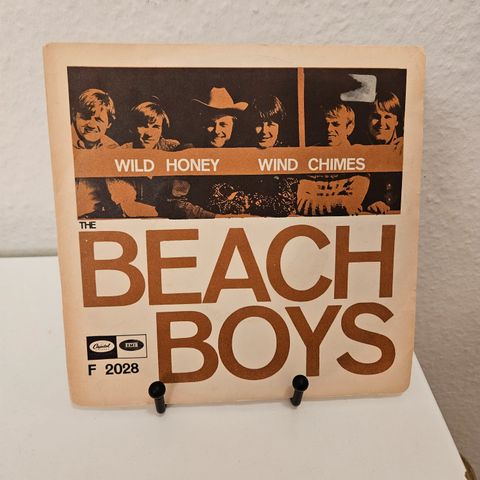 WILD HONEY WIND CHIMES
THE
BEACH
BOYS
Capitol EMI
F 2028